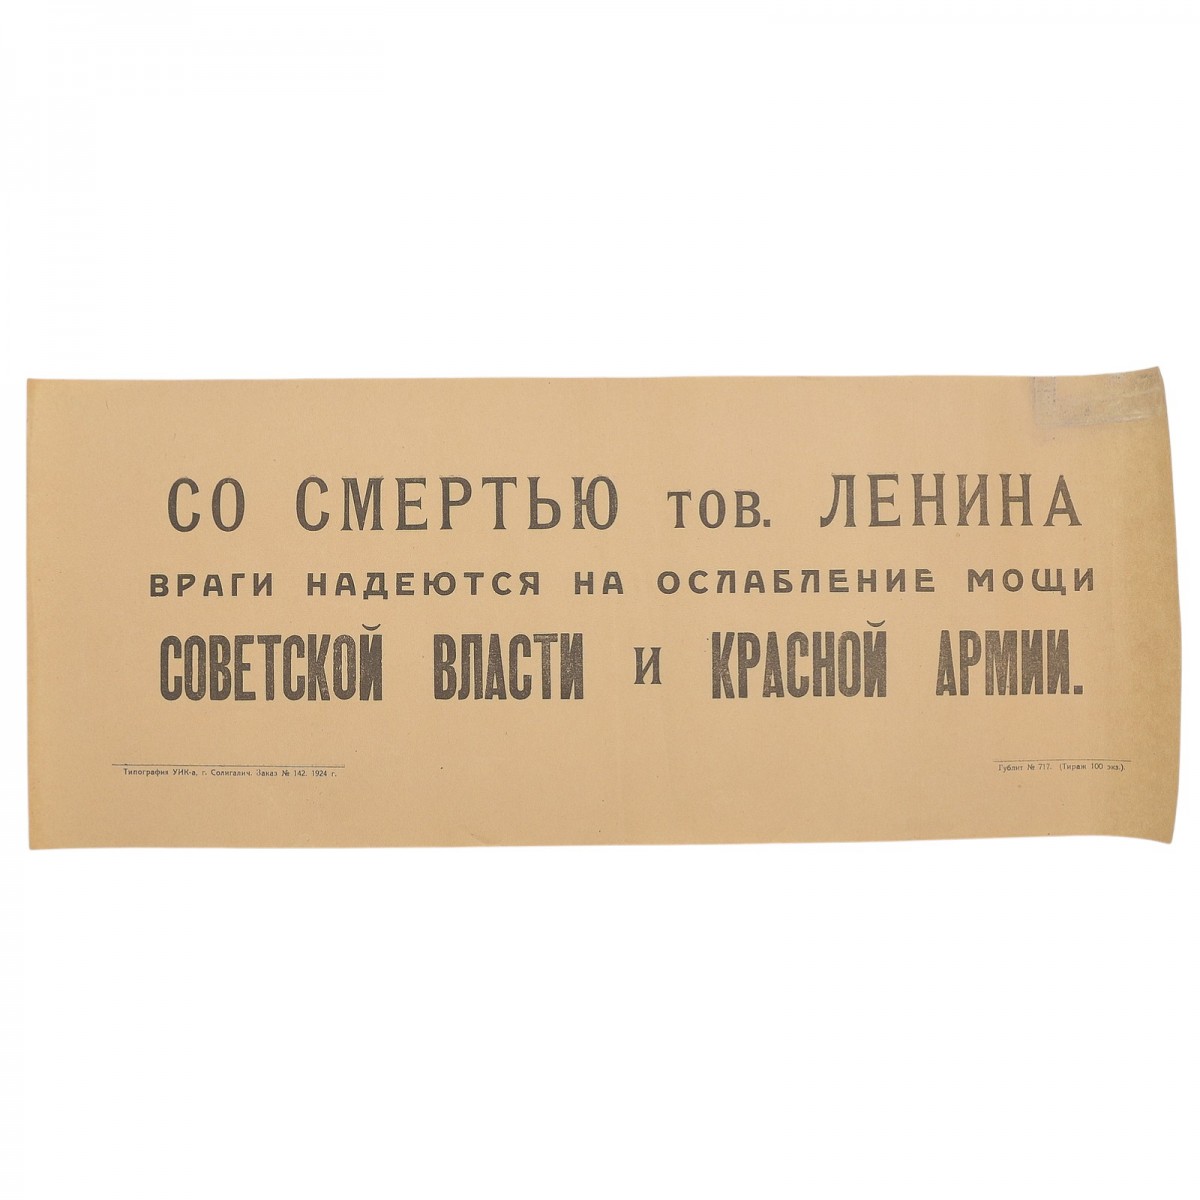 СО СМЕРТЬЮ тов. ЛЕНИНА
ВРАГИ НАДЕЮТСЯ НА ОСЛАБЛЕНИЕ МОЩИ
СОВЕТСКОЙ ВЛАСТИ и КРАСНОЙ АРМИИ.
Типография УИК-а, г. Солигалич. Заказ № 142. 1924 г.
Гублит № 717. (Тираж 100 экз.).